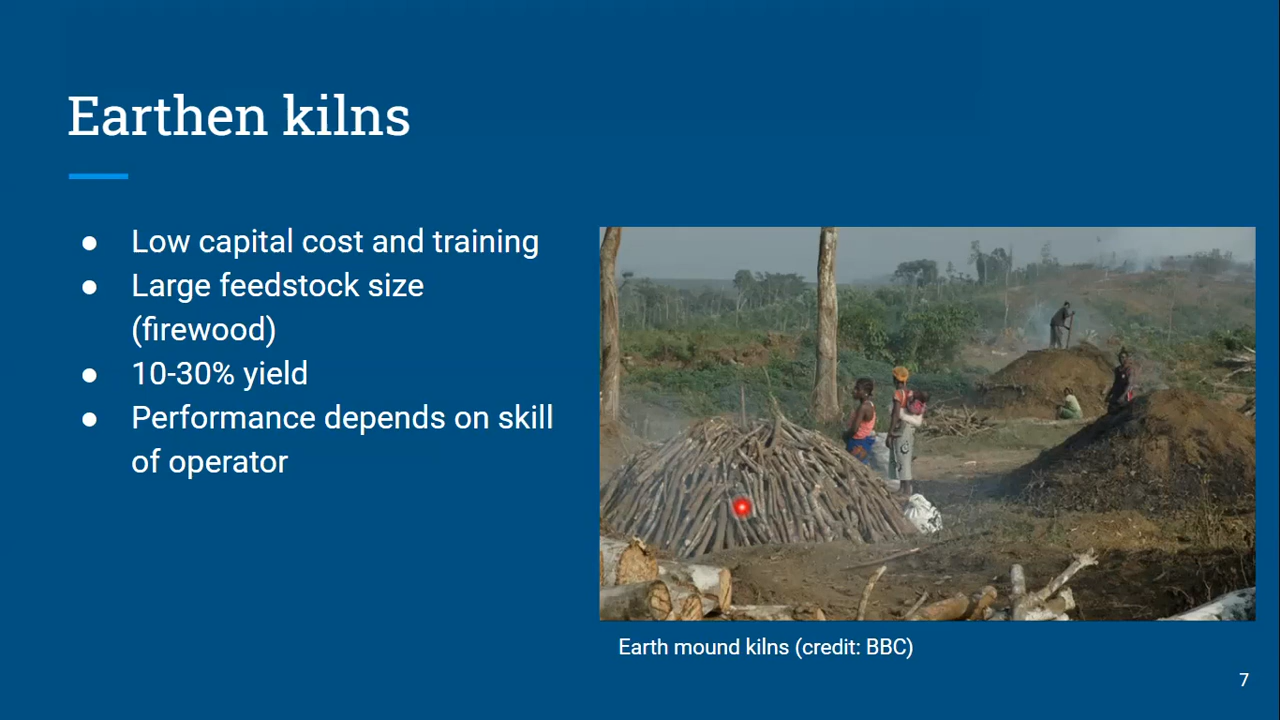 Earthen kilns
● Low capital cost and training
● Large feedstock size
(firewood)
● 10-30% yield
● Performance depends on skill
of operator
Earth mound kilns (credit: BBC)
7